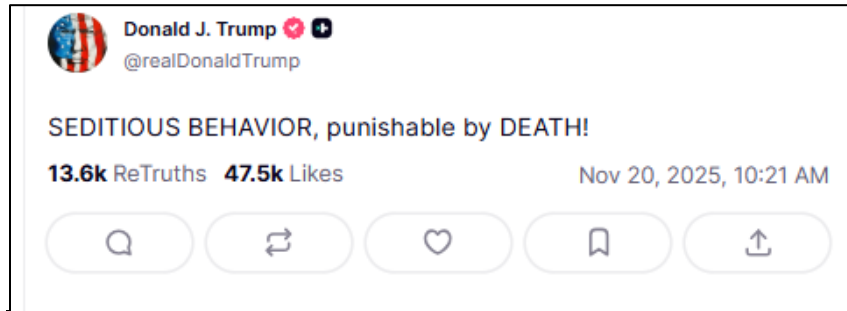 Donald J. Trump
@realDonaldTrump
SEDITIOUS BEHAVIOR, punishable by DEATH!
13.6k ReTruths 47.5k Likes Nov 20, 2025, 10:21 AM